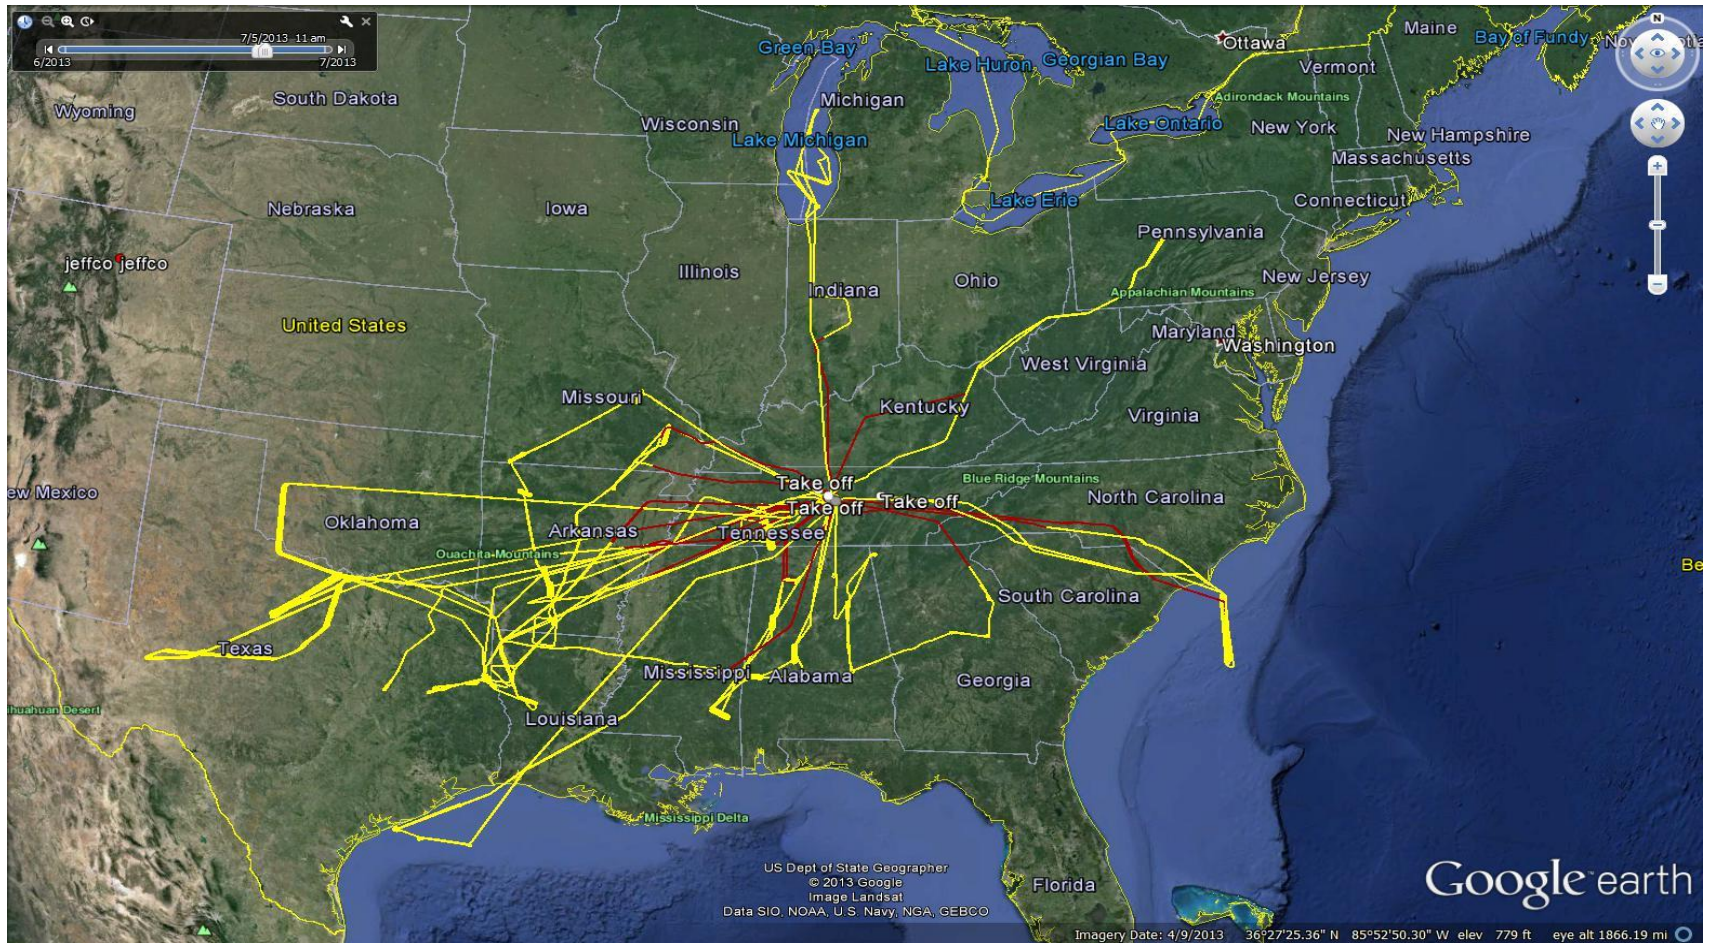 7/5/2013 11 am
6/2013
7/2013
Ottawa
Maine
Bay of Fundy
Green Bay
Lake Huron
Georgian Bay
Vermont
Wyoming
South Dakota
Michigan
Adirondack Mountains
Wisconsin
Lake Michigan
Lake Ontario
New York
New Hampshire
Massachusetts
Nebraska
Iowa
Lake Erie
Connecticut
Pennsylvania
jeffco jeffco
Illinois
Indiana
Ohio
New Jersey
Appalachian Mountains
United States
Maryland
Washington
West Virginia
Missouri
Kentucky
Virginia
Take off
Blue Ridge Mountains
ew Mexico
North Carolina
Take off
Take off
Oklahoma
Arkansas
Tennessee
Ouachita Mountains
Be
South Carolina
Texas
Mississippi
Alabama
Georgia
ihuahuan Desert
Louisiana
Mississippi Delta
US Dept of State Geographer
© 2013 Google
Image Landsat
Data SIO, NOAA, U.S. Navy, NGA, GEBCO
Florida
Google earth
Imagery Date: 4/9/2013 36°27'25.36" N 85°52'50.30" W elev 779 ft eye alt 1866.19 mi
N